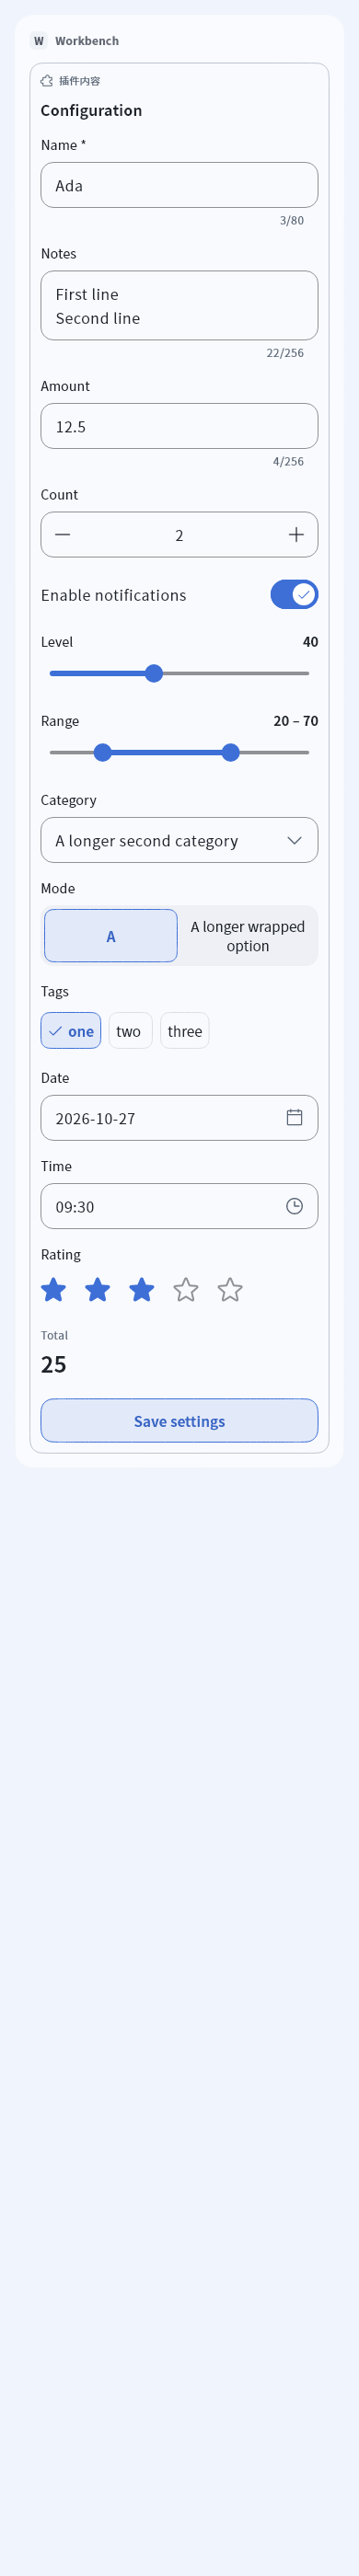 W Workbench
插件内容
Configuration
Name *
Ada
3/80
Notes
First line
Second line
22/256
Amount
12.5
4/256
Count
2
Enable notifications
Level 40
Range 20 – 70
Category
A longer second category
Mode
A
A longer wrapped
option
Tags
one two three
Date
2026-10-27
Time
09:30
Rating
Total
25
Save settings